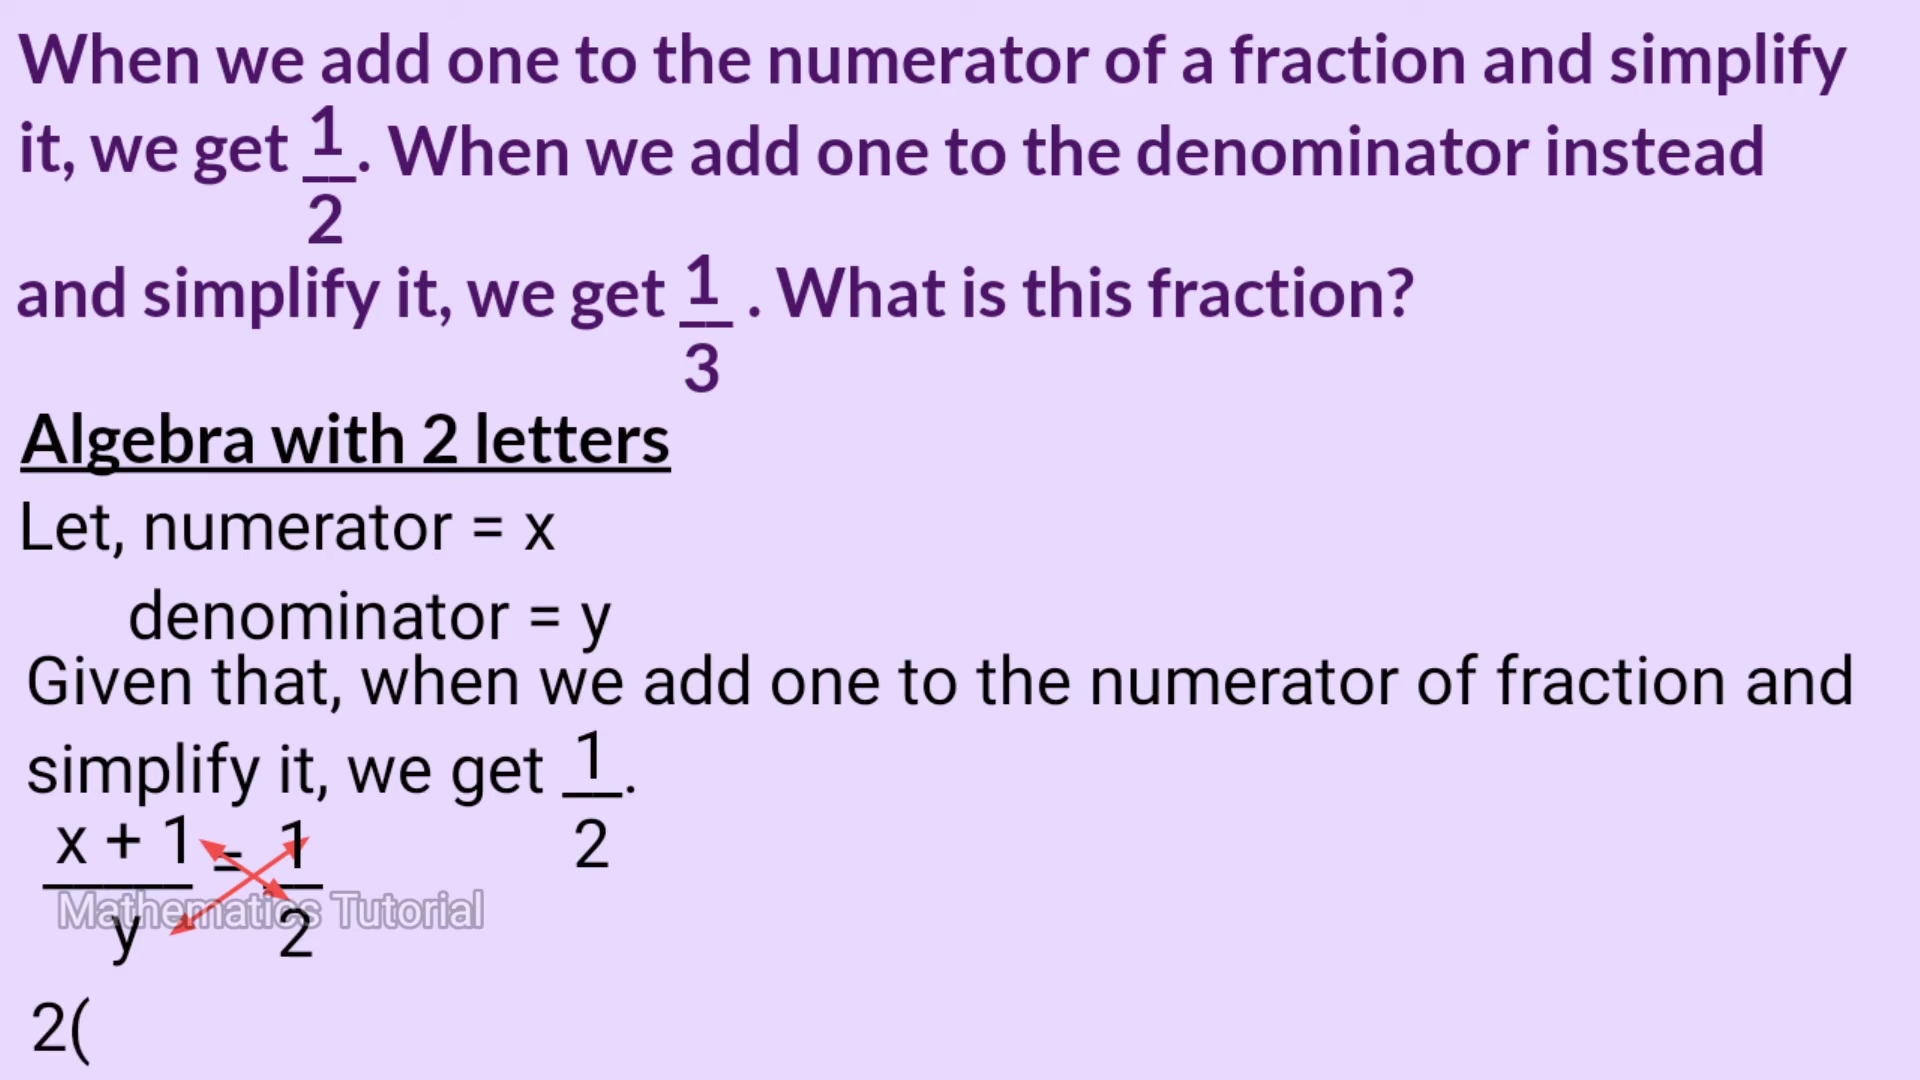 When we add one to the numerator of a fraction and simplify
it, we get 1/2. When we add one to the denominator instead
and simplify it, we get 1/3 . What is this fraction?
Algebra with 2 letters
Let, numerator = x
denominator = y
Given that, when we add one to the numerator of fraction and
simplify it, we get 1/2.
x + 1 = 1
Mathematics Tutorial
y 2
2(